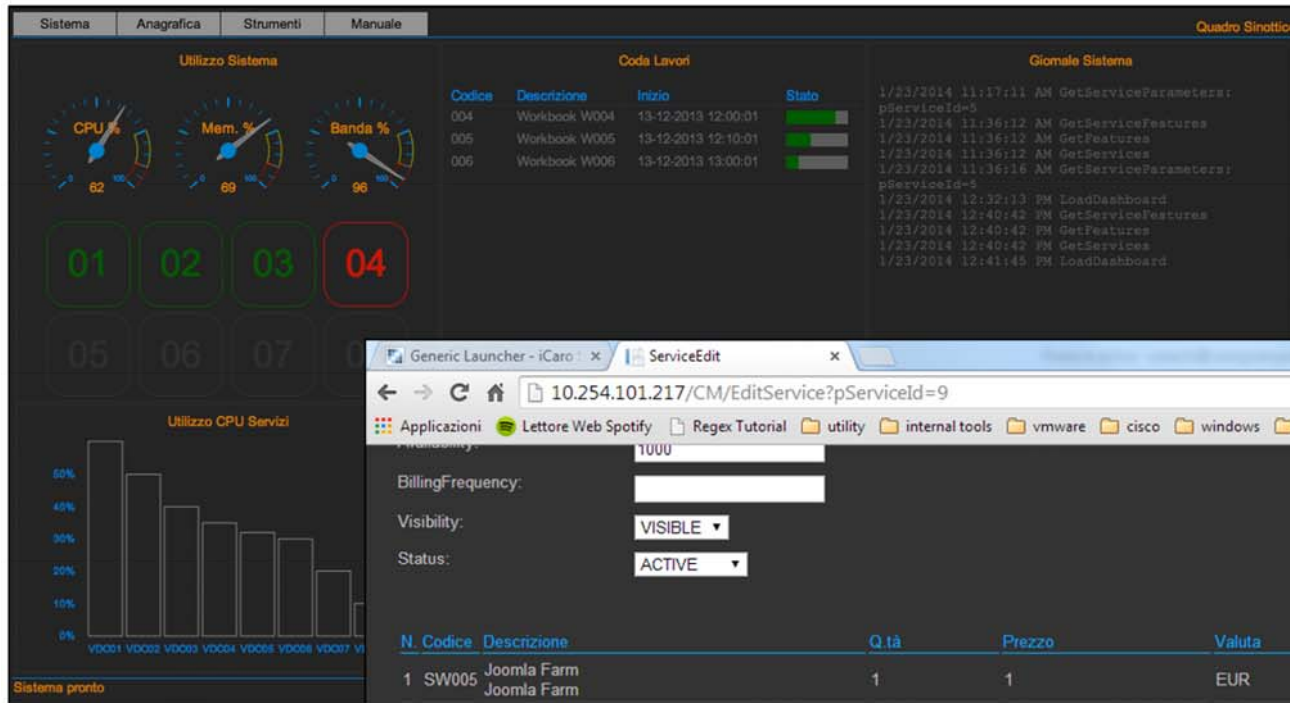 Sistema Anagrafica Strumenti Manuale
Quadro Sinottico
Utilizzo Sistema
CPU % Mem. % Banda %
0 100 0 100 0 100
62 69 96
01 02 03 04
05 06 07
Utilizzo CPU Servizi
50%
40%
30%
20%
10%
0%
VDC01 VDC02 VDC03 VDC04 VDC05 VDC06 VDC07
Sistema pronto
Coda Lavori
Codice Descrizione Inizio Stato
004 Workbook W004 13-12-2013 12:00:01
005 Workbook W005 13-12-2013 12:10:01
006 Workbook W006 13-12-2013 13:00:01
Giornale Sistema
1/23/2014 11:17:11 AM GetServiceParameters:
pServiceId=5
1/23/2014 11:36:12 AM GetServiceFeatures
1/23/2014 11:36:12 AM GetFeatures
1/23/2014 11:36:12 AM GetServices
1/23/2014 11:36:16 AM GetServiceParameters:
pServiceId=5
1/23/2014 12:32:13 PM LoadDashboard
1/23/2014 12:40:42 PM GetServiceFeatures
1/23/2014 12:40:42 PM GetFeatures
1/23/2014 12:40:42 PM GetServices
1/23/2014 12:41:45 PM LoadDashboard
Generic Launcher - iCaro ServiceEdit
10.254.101.217/CM/EditService?pServiceId=9
Applicazioni Lettore Web Spotify Regex Tutorial utility internal tools vmware cisco windows
1000
BillingFrequency:
Visibility: VISIBLE
Status: ACTIVE
N. Codice Descrizione Q.tà Prezzo Valuta
1 SW005 Joomla Farm 1 1 EUR
Joomla Farm